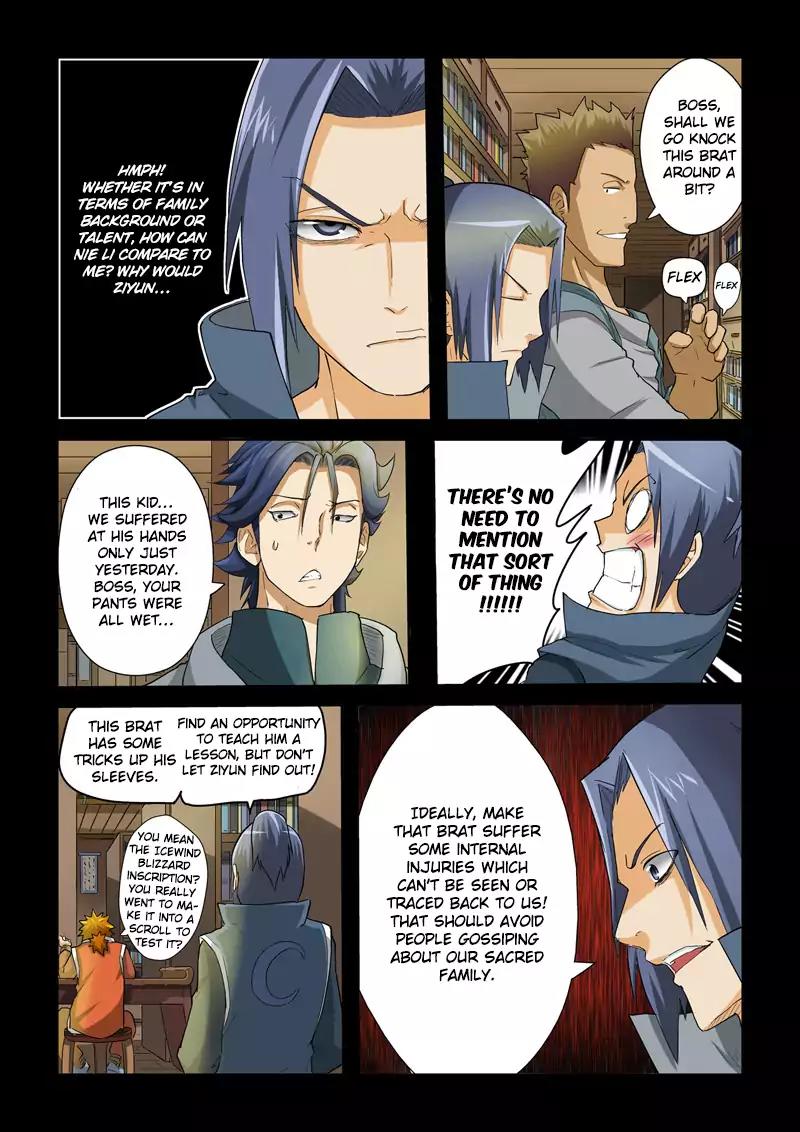 HMPH!
WHETHER IT'S IN
TERMS OF FAMILY
BACKGROUND OR
TALENT, HOW CAN
NIE LI COMPARE TO
ME? WHY WOULD
ZIYUN...
BOSS,
SHALL WE
GO KNOCK
THIS BRAT
AROUND A
BIT?
FLEX
FLEX
THIS KID...
WE SUFFERED
AT HIS HANDS
ONLY JUST
YESTERDAY.
BOSS, YOUR
PANTS WERE
ALL WET...
THERE'S NO
NEED TO
MENTION
THAT SORT
OF THING
!!!!!!
THIS BRAT
HAS SOME
TRICKS UP HIS
SLEEVES.
FIND AN OPPORTUNITY
TO TEACH HIM A
LESSON, BUT DON'T
LET ZIYUN FIND OUT!
YOU MEAN
THE ICEWIND
BLIZZARD
INSCRIPTION?
YOU REALLY
WENT TO MA-
KE IT INTO A
SCROLL TO
TEST IT?
IDEALLY, MAKE
THAT BRAT SUFFER
SOME INTERNAL
INJURIES WHICH
CAN'T BE SEEN OR
TRACED BACK TO US!
THAT SHOULD AVOID
PEOPLE GOSSIPING
ABOUT OUR SACRED
FAMILY.